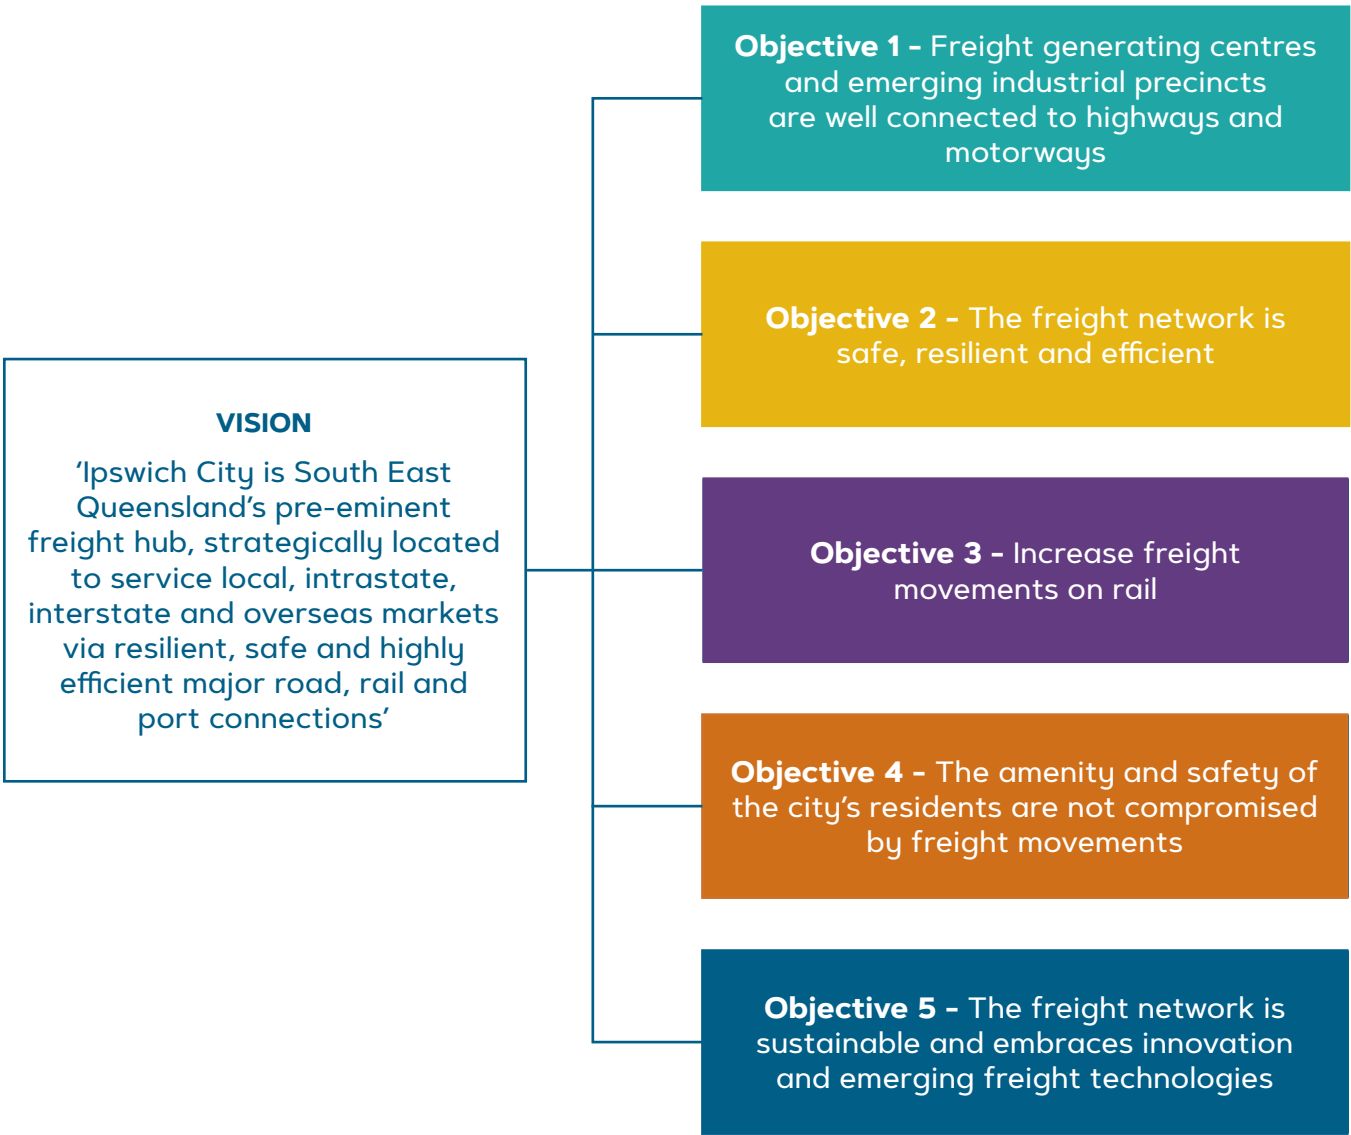 VISION
‘Ipswich City is South East
Queensland’s pre-eminent
freight hub, strategically located
to service local, intrastate,
interstate and overseas markets
via resilient, safe and highly
efficient major road, rail and
port connections’
Objective 1 - Freight generating centres
and emerging industrial precincts
are well connected to highways and
motorways
Objective 2 - The freight network is
safe, resilient and efficient
Objective 3 - Increase freight
movements on rail
Objective 4 - The amenity and safety of
the city’s residents are not compromised
by freight movements
Objective 5 - The freight network is
sustainable and embraces innovation
and emerging freight technologies